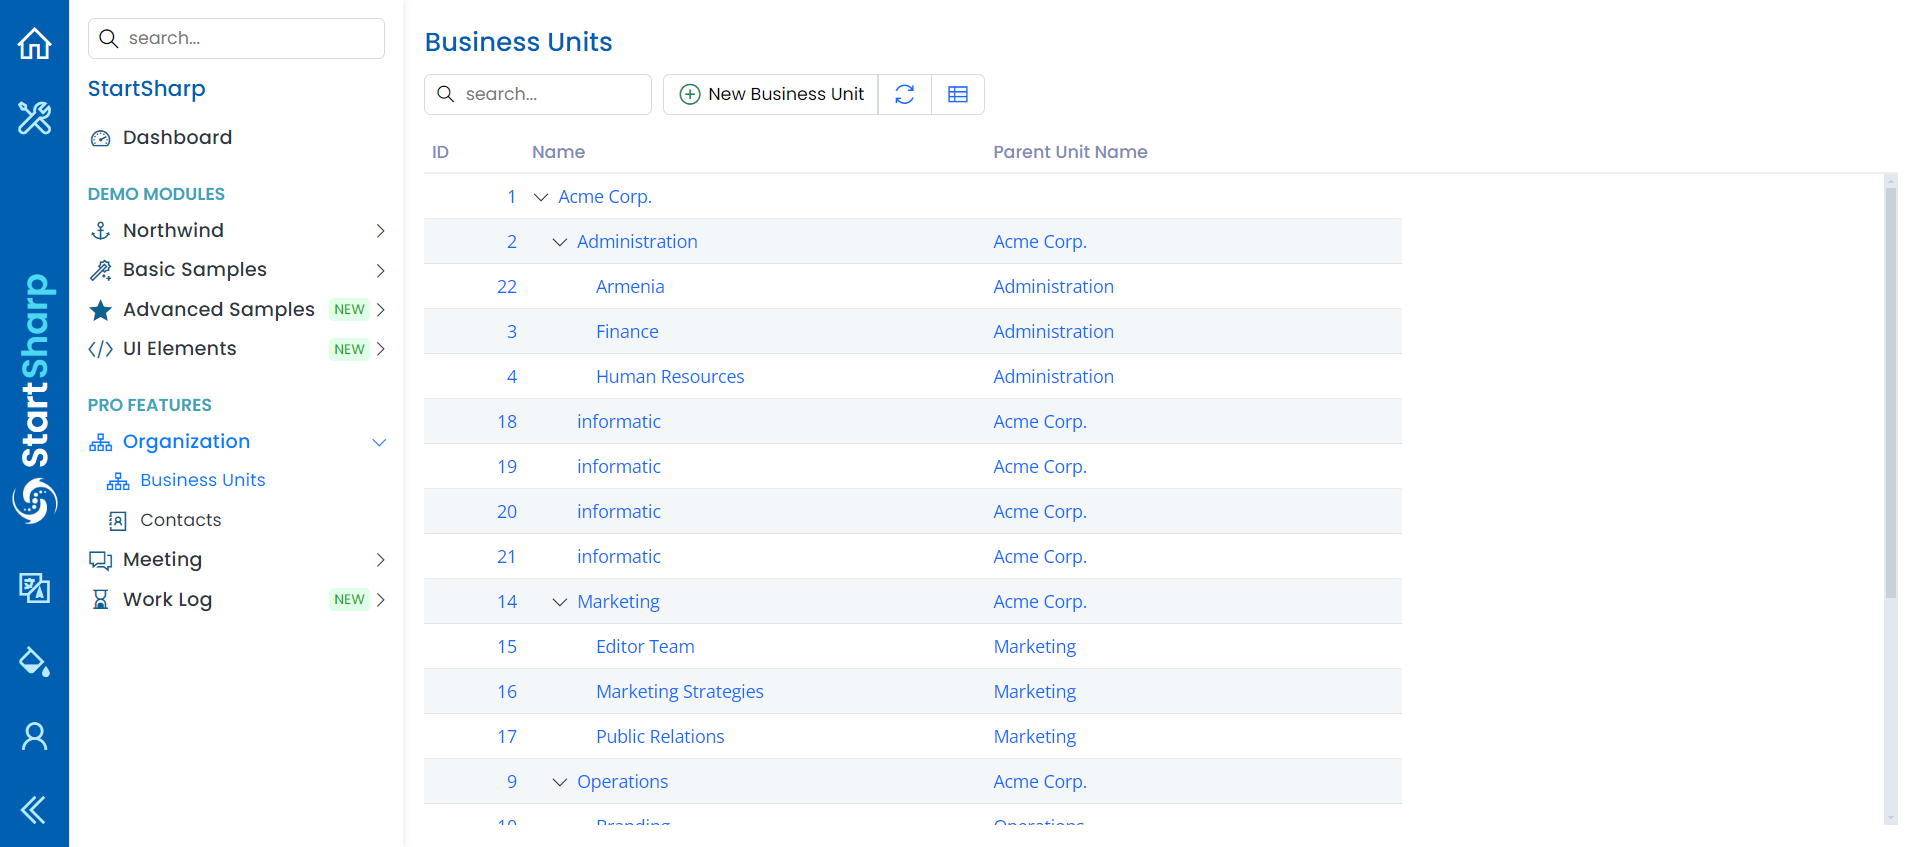 search...
StartSharp
Dashboard
DEMO MODULES
Northwind
Basic Samples
Advanced Samples NEW
UI Elements NEW
PRO FEATURES
Organization
Business Units
Contacts
Meeting
Work Log NEW
StartSharp
Business Units
search...
New Business Unit
ID Name Parent Unit Name
1 Acme Corp.
2 Administration Acme Corp.
22 Armenia Administration
3 Finance Administration
4 Human Resources Administration
18 informatic Acme Corp.
19 informatic Acme Corp.
20 informatic Acme Corp.
21 informatic Acme Corp.
14 Marketing Acme Corp.
15 Editor Team Marketing
16 Marketing Strategies Marketing
17 Public Relations Marketing
9 Operations Acme Corp.
10 Branding Operations